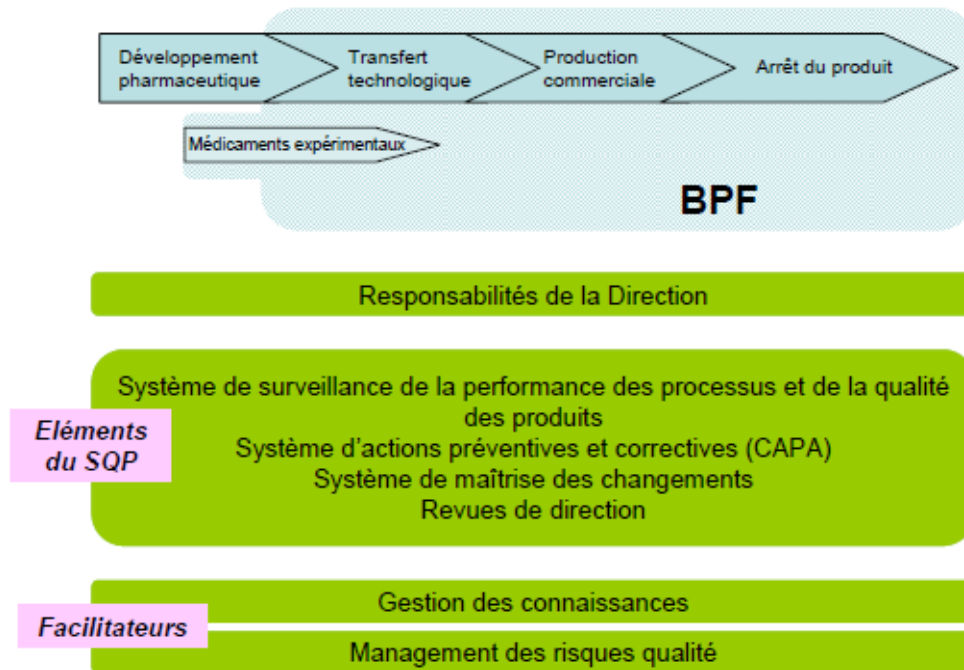 Développement
pharmaceutique
Transfert
technologique
Production
commerciale
Arrêt du produit
Médicaments expérimentaux
BPF
Responsabilités de la Direction
Eléments
du SQP
Système de surveillance de la performance des processus et de la qualité
des produits
Système d'actions préventives et correctives (CAPA)
Système de maîtrise des changements
Revues de direction
Facilitateurs
Gestion des connaissances
Management des risques qualité